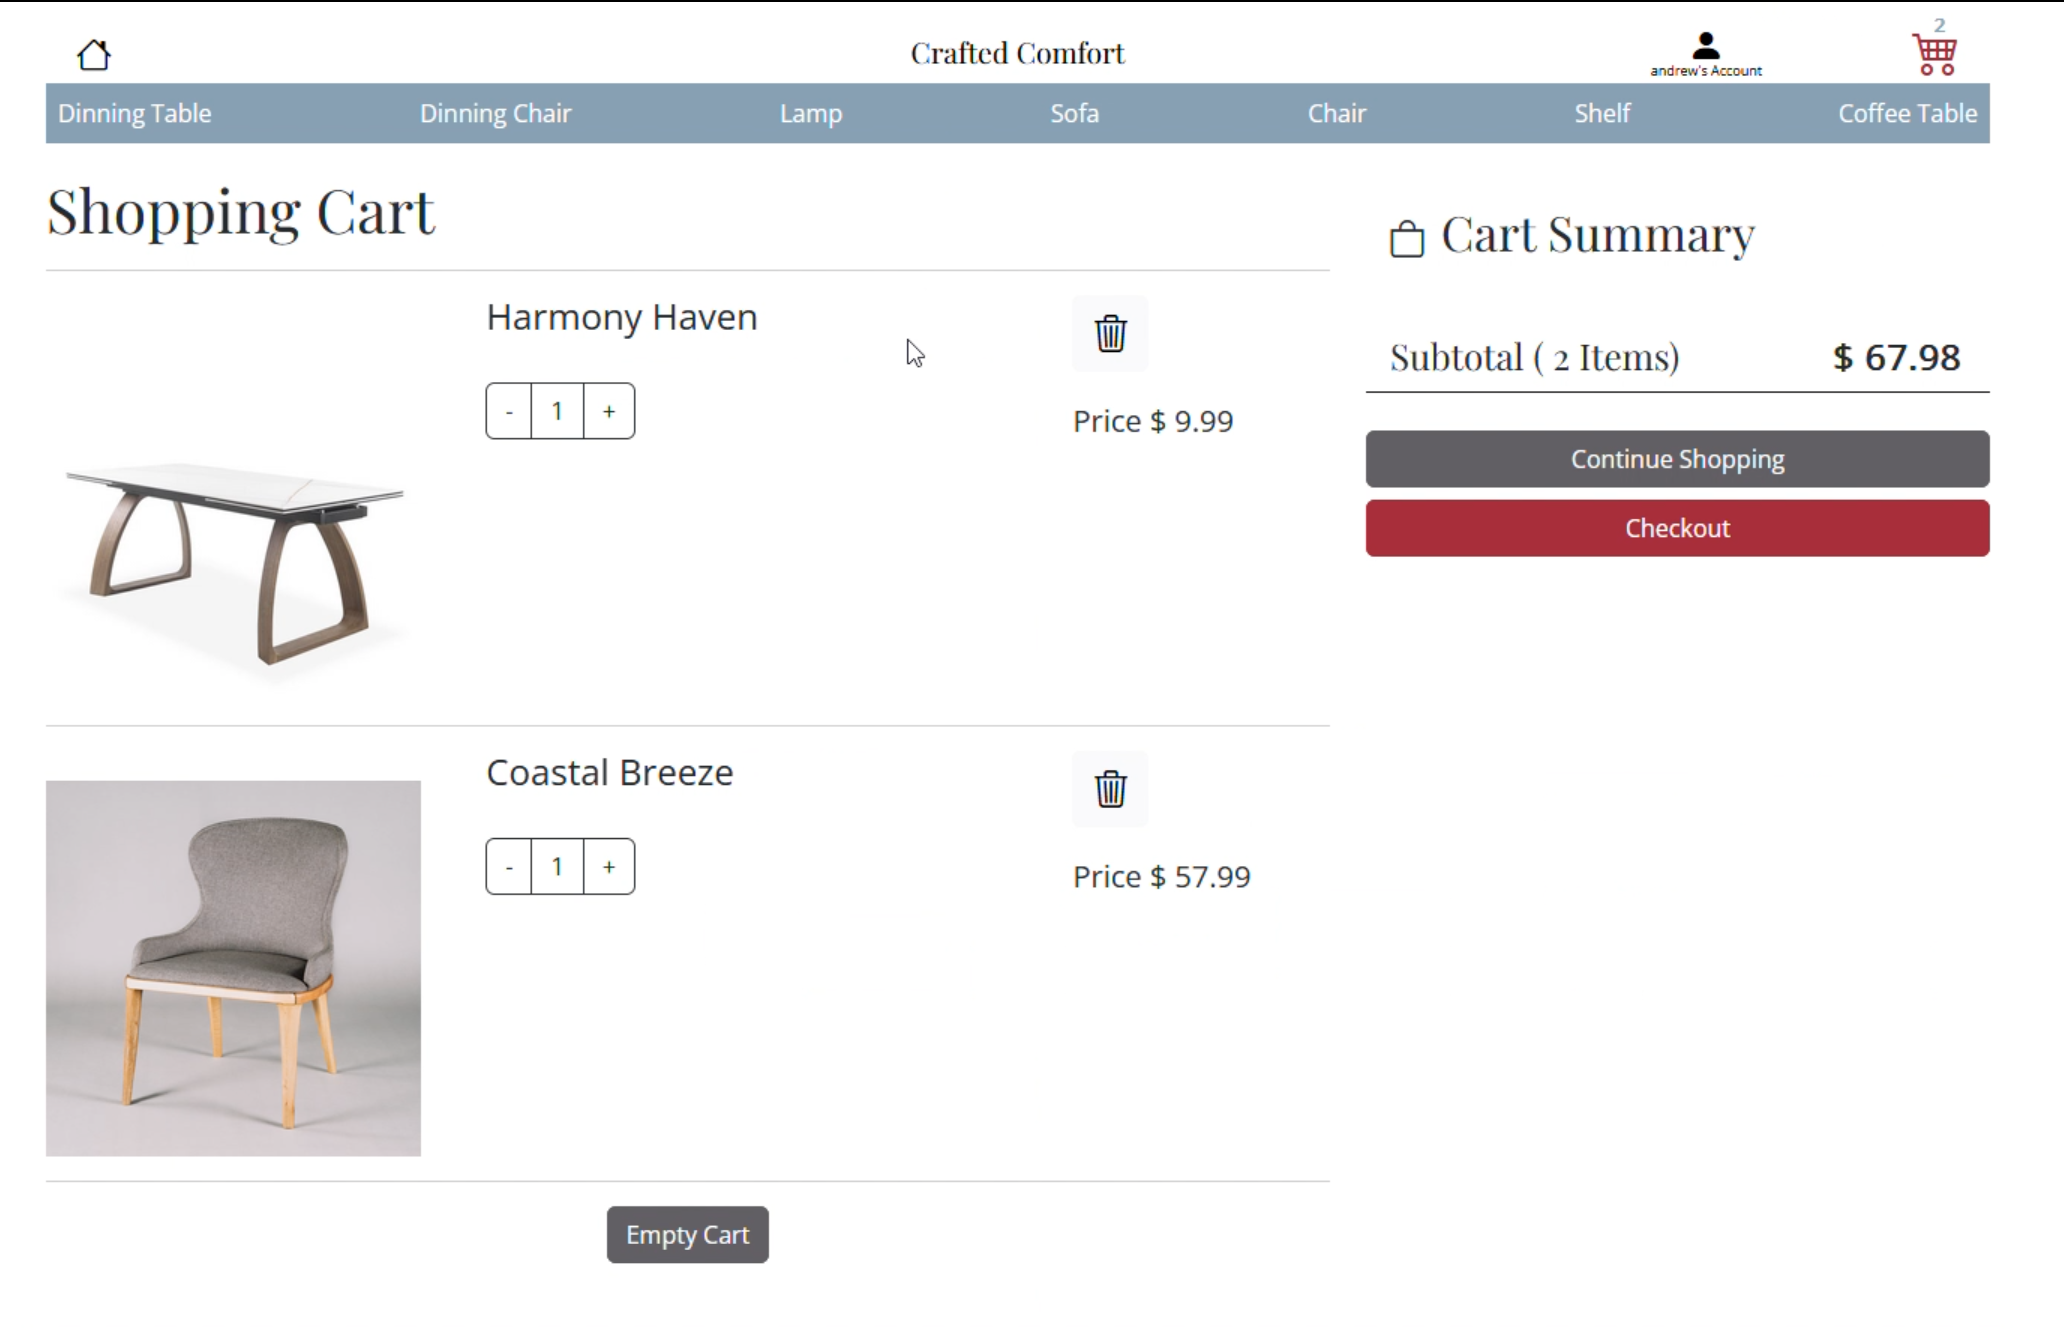 Crafted Comfort
2
andrew's Account
Dinning Table Dinning Chair Lamp Sofa Chair Shelf Coffee Table
Shopping Cart
Harmony Haven
- 1 +
Price $ 9.99
Coastal Breeze
- 1 +
Price $ 57.99
Empty Cart
Cart Summary
Subtotal ( 2 Items) $ 67.98
Continue Shopping
Checkout